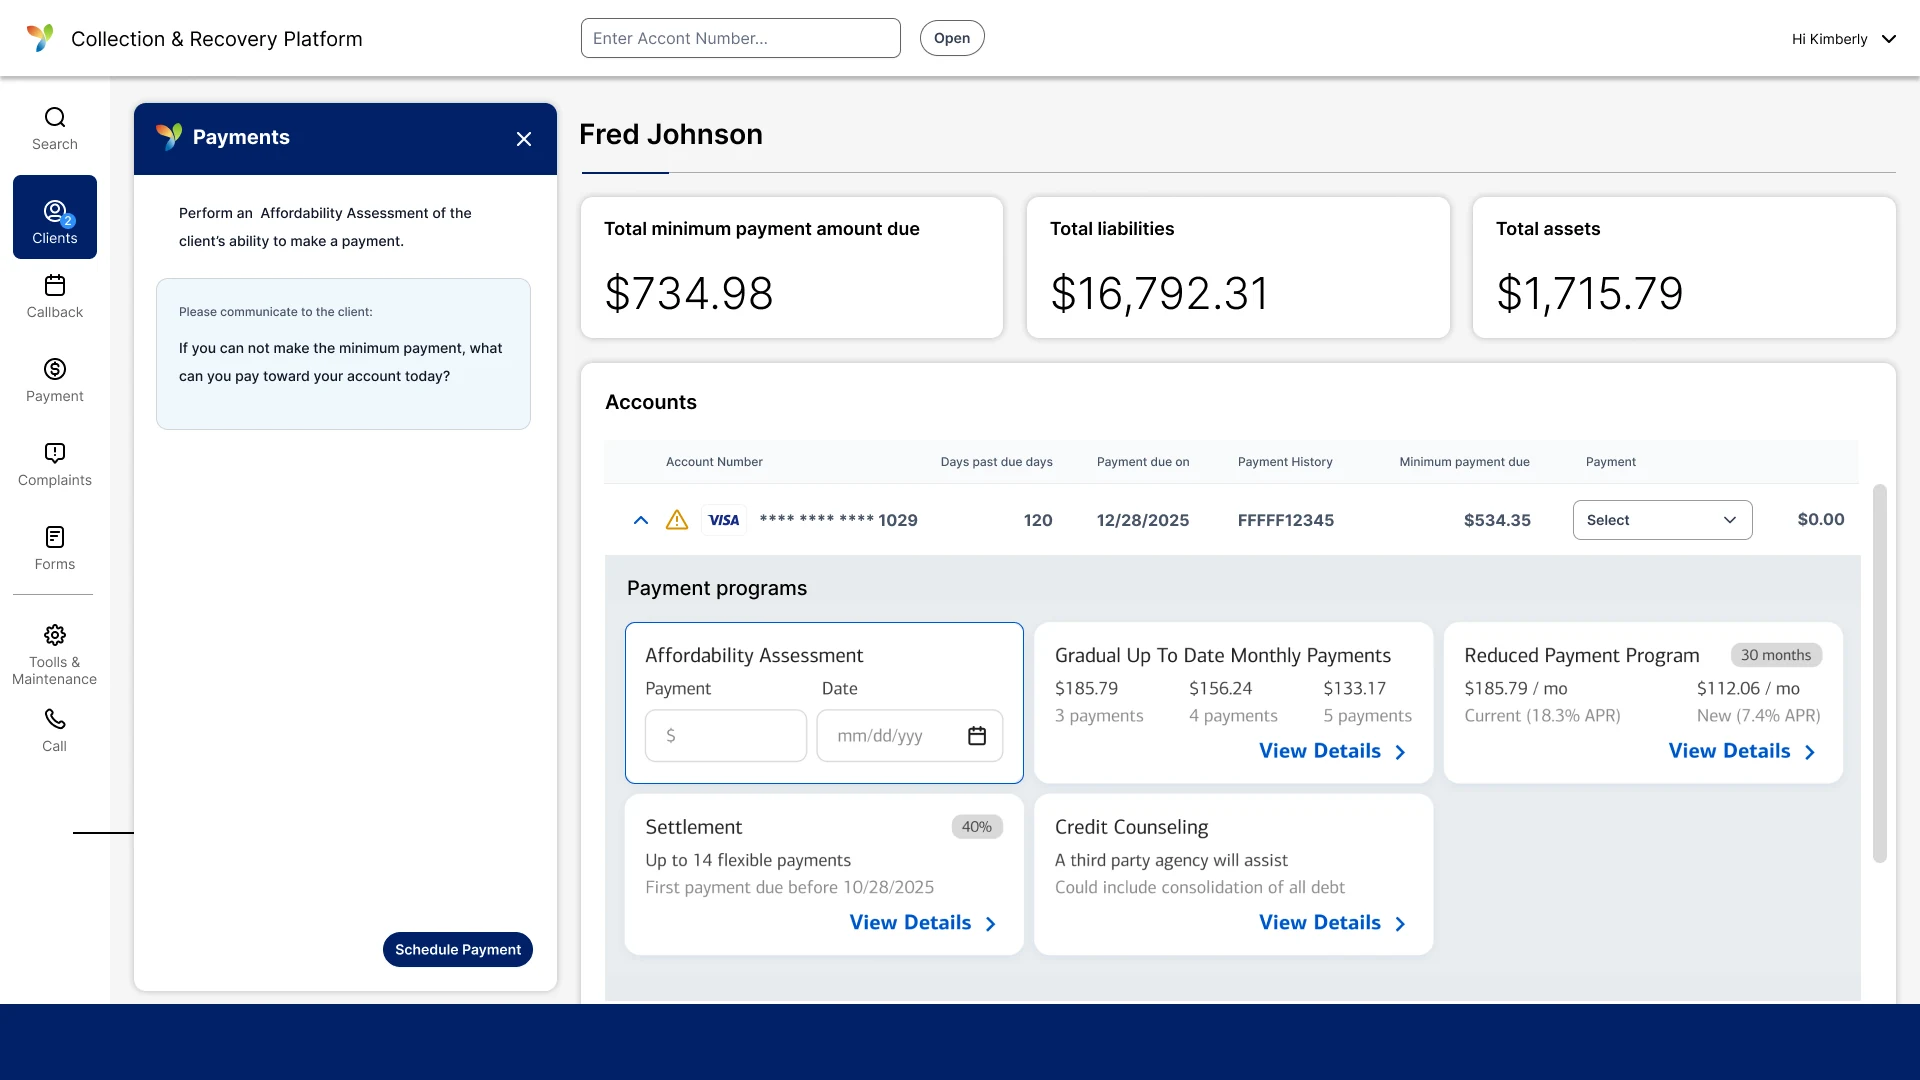 Collection & Recovery Platform
Enter Accont Number...
Open
Hi Kimberly
Search
2
Clients
Callback
Payment
Complaints
Forms
Toolls &
Maintenance
Call
Payments
Perform an  Affordability Assessment of the
client’s ability to make a payment.
Please communicate to the client:
If you can not make the minimum payment, what
can you pay toward your account today?
Schedule Payment
Fred Johnson
Total minimum payment amount due
$734.98
Total liabilities
$16,792.31
Total assets
$1,715.79
Accounts
Account Number Days past due days Payment due on Payment History Minimum payment due Payment
VISA **** **** **** 1029 120 12/28/2025 FFFFF12345 $534.35 Select $0.00
Payment programs
Affordability Assessment
Payment Date
$ mm/dd/yyy
Gradual Up To Date Monthly Payments
$185.79 $156.24 $133.17
3 payments 4 payments 5 payments
View Details
Reduced Payment Program 30 months
$185.79 / mo $112.06 / mo
Current (18.3% APR) New (7.4% APR)
View Details
Settlement 40%
Up to 14 flexible payments
First payment due before 10/28/2025
View Details
Credit Counseling
A third party agency will assist
Could include consolidation of all debt
View Details